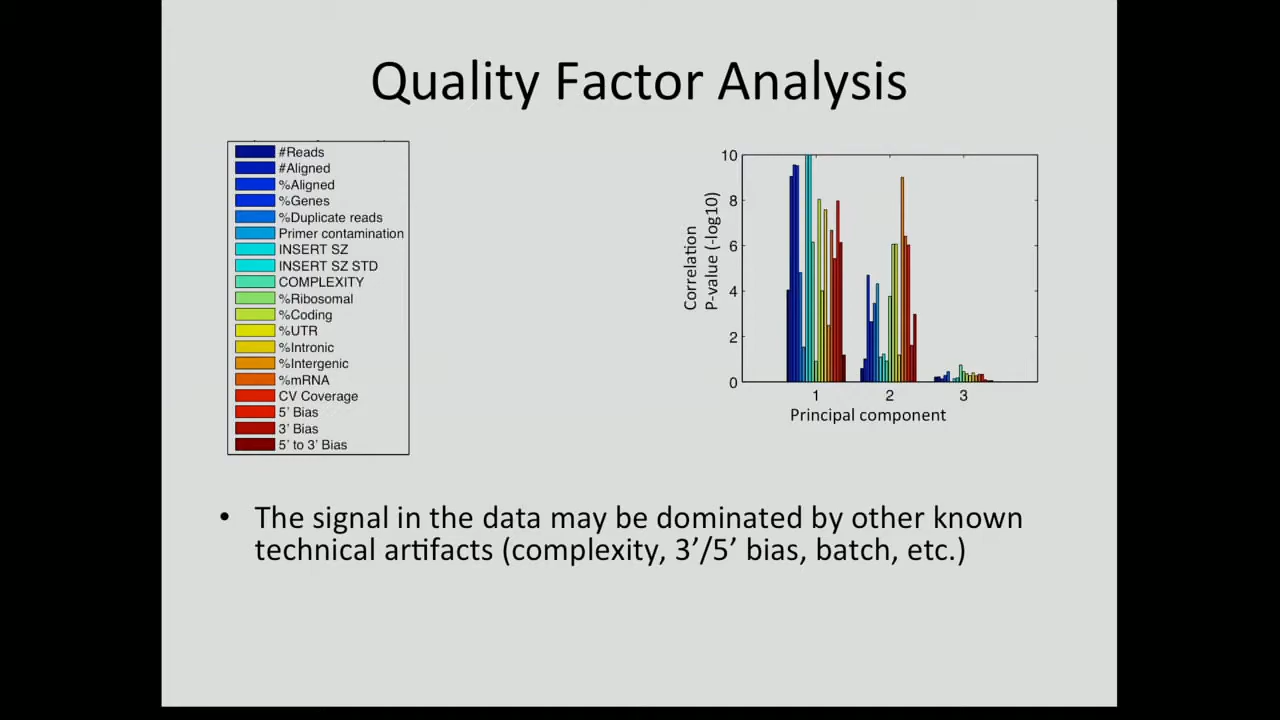 Quality Factor Analysis
#Reads
#Aligned
%Aligned
%Genes
%Duplicate reads
Primer contamination
INSERT SZ
INSERT SZ STD
COMPLEXITY
%Ribosomal
%Coding
%UTR
%Intronic
%Intergenic
%mRNA
CV Coverage
5' Bias
3' Bias
5' to 3' Bias
Correlation
P-value (-log10)
10
8
6
4
2
0
1 2 3
Principal component
• The signal in the data may be dominated by other known
technical artifacts (complexity, 3’/5’ bias, batch, etc.)